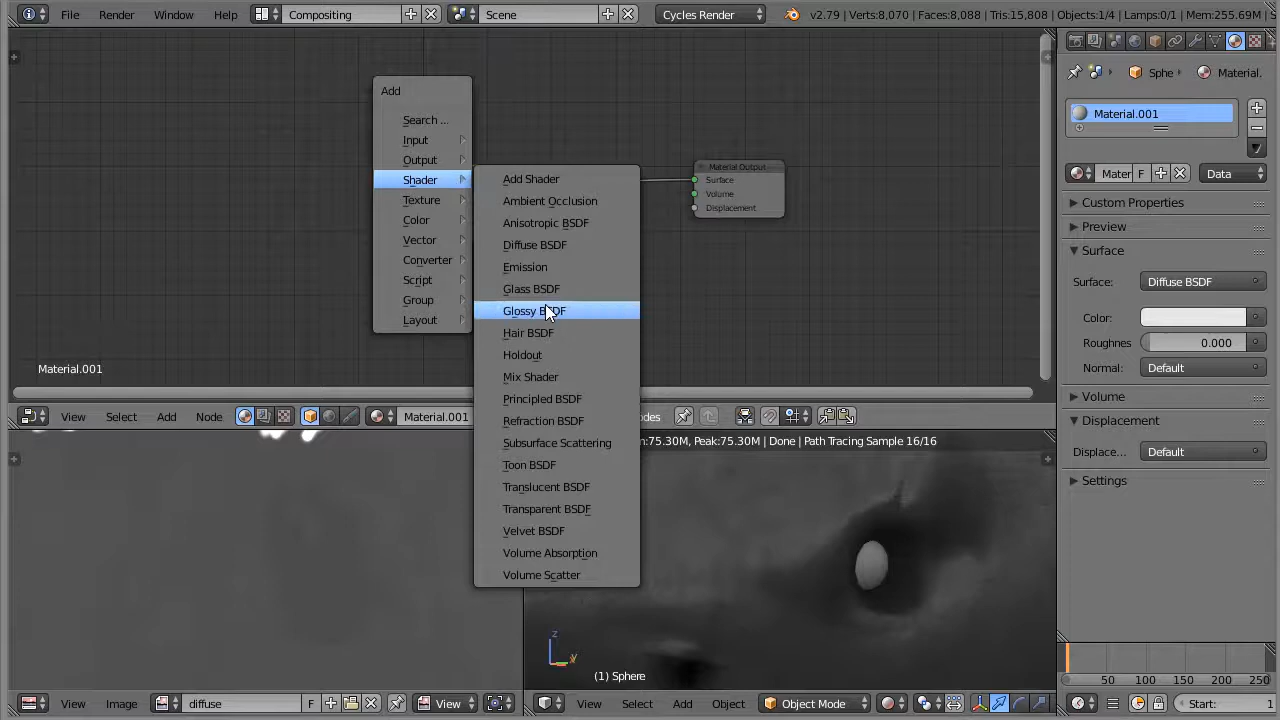 File Render Window Help Compositing Scene Cycles Render v2.79 | Verts:8,070 | Faces:8,088 | Tris:15,808 | Objects:1/4 | Lamps:0/1 | Mem:255.69M
Add
Search ...
Input
Output
Shader
Texture
Color
Vector
Converter
Script
Group
Layout
Add Shader
Ambient Occlusion
Anisotropic BSDF
Diffuse BSDF
Emission
Glass BSDF
Glossy BSDF
Hair BSDF
Holdout
Mix Shader
Principled BSDF
Refraction BSDF
Subsurface Scattering
Toon BSDF
Translucent BSDF
Transparent BSDF
Velvet BSDF
Volume Absorption
Volume Scatter
Material Output
Surface
Volume
Displacement
Material.001
View Select Add Node Material.001 odes
n:75.30M, Peak:75.30M | Done | Path Tracing Sample 16/16
z
y
(1) Sphere
View Image diffuse F View
View Select Add Object Object Mode
Sphe Material.
Material.001
Mater F Data
Custom Properties
Preview
Surface
Surface: Diffuse BSDF
Color:
Roughnes 0.000
Normal: Default
Volume
Displacement
Displace... Default
Settings
50 100 150 200 250
Start: 1